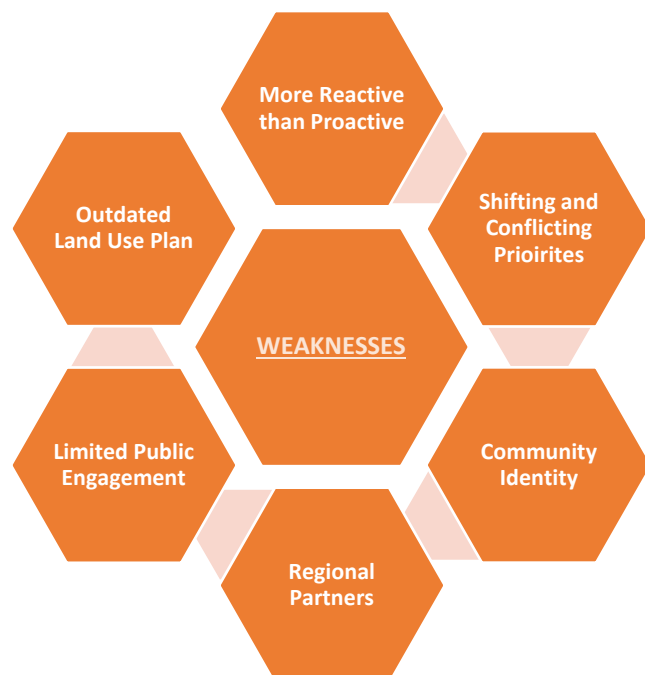 More Reactive
than Proactive
Shifting and
Conflicting
Prioirites
Community
Identity
Regional
Partners
Limited Public
Engagement
Outdated
Land Use Plan
WEAKNESSES